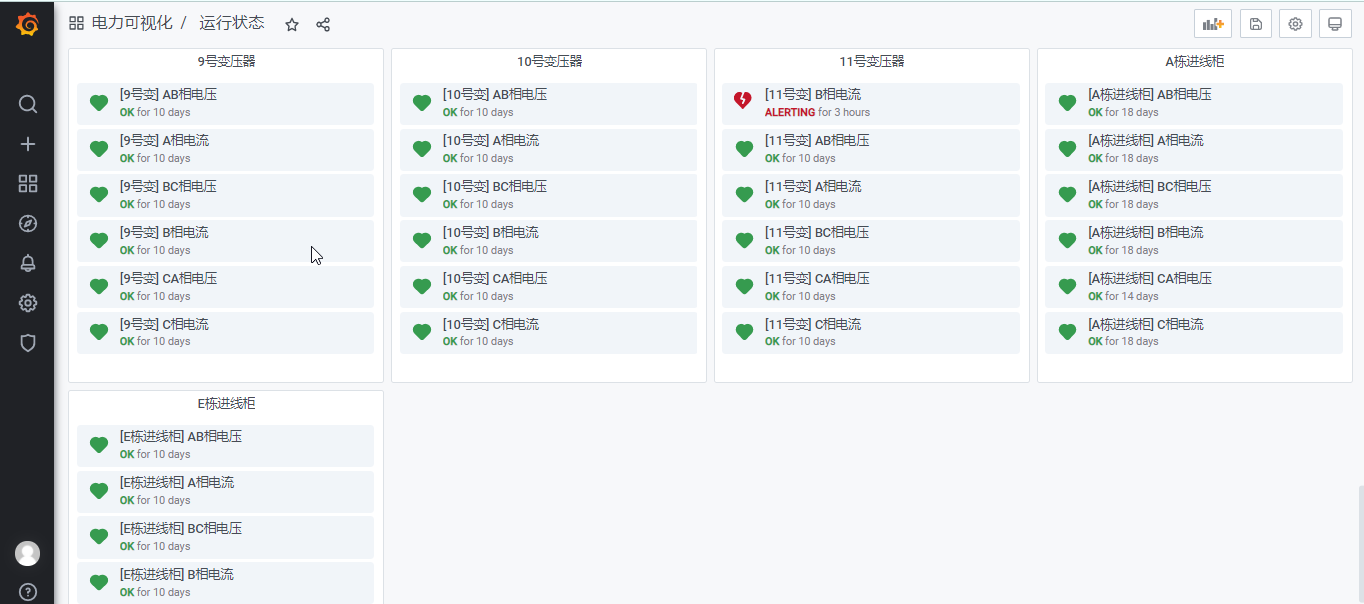 电力可视化 / 运行状态
9号变压器
[9号变] AB相电压
OK for 10 days
[9号变] A相电流
OK for 10 days
[9号变] BC相电压
OK for 10 days
[9号变] B相电流
OK for 10 days
[9号变] CA相电压
OK for 10 days
[9号变] C相电流
OK for 10 days
10号变压器
[10号变] AB相电压
OK for 10 days
[10号变] A相电流
OK for 10 days
[10号变] BC相电压
OK for 10 days
[10号变] B相电流
OK for 10 days
[10号变] CA相电压
OK for 10 days
[10号变] C相电流
OK for 10 days
11号变压器
[11号变] B相电流
ALERTING for 3 hours
[11号变] AB相电压
OK for 10 days
[11号变] A相电流
OK for 10 days
[11号变] BC相电压
OK for 10 days
[11号变] CA相电压
OK for 10 days
[11号变] C相电流
OK for 10 days
A栋进线柜
[A栋进线柜] AB相电压
OK for 18 days
[A栋进线柜] A相电流
OK for 18 days
[A栋进线柜] BC相电压
OK for 18 days
[A栋进线柜] B相电流
OK for 18 days
[A栋进线柜] CA相电压
OK for 14 days
[A栋进线柜] C相电流
OK for 18 days
E栋进线柜
[E栋进线柜] AB相电压
OK for 10 days
[E栋进线柜] A相电流
OK for 10 days
[E栋进线柜] BC相电压
OK for 10 days
[E栋进线柜] B相电流
OK for 10 days